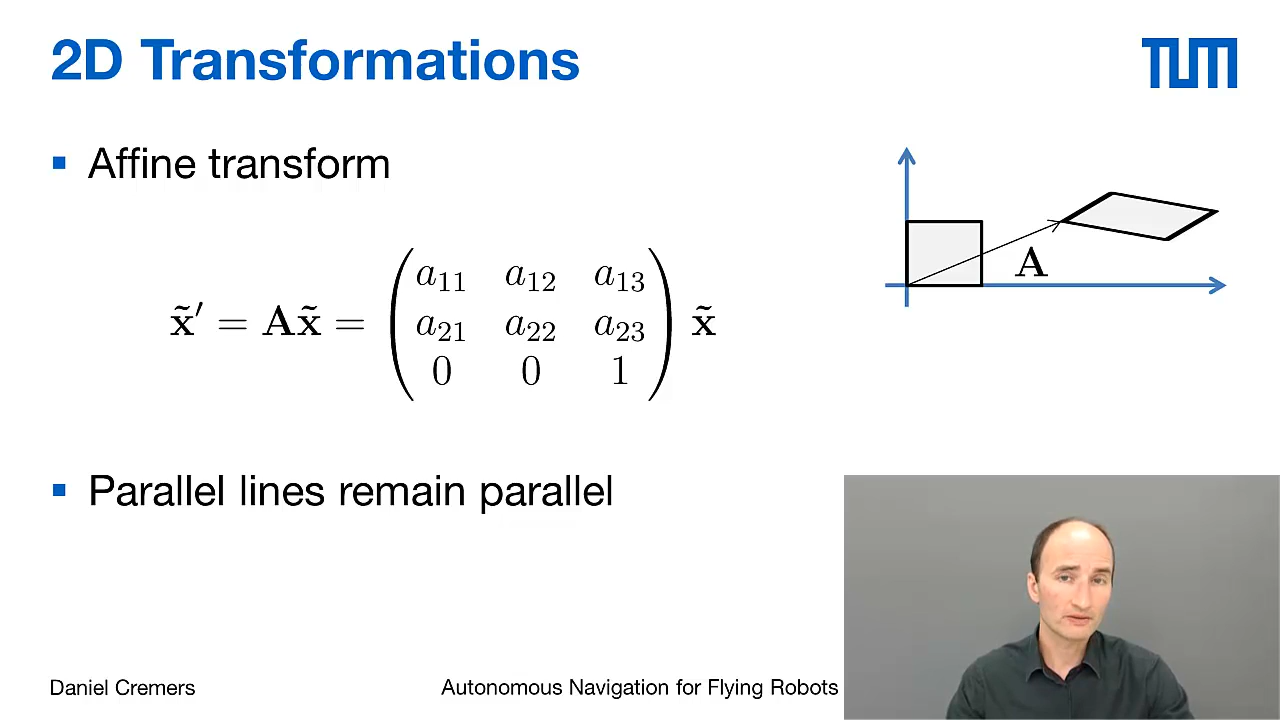 2D Transformations
TUM
▪ Affine transform
A
x̃′ = Ax̃ = ( a₁₁ a₁₂ a₁₃
a₂₁ a₂₂ a₂₃
0 0 1 ) x̃
▪ Parallel lines remain parallel
Daniel Cremers
Autonomous Navigation for Flying Robots